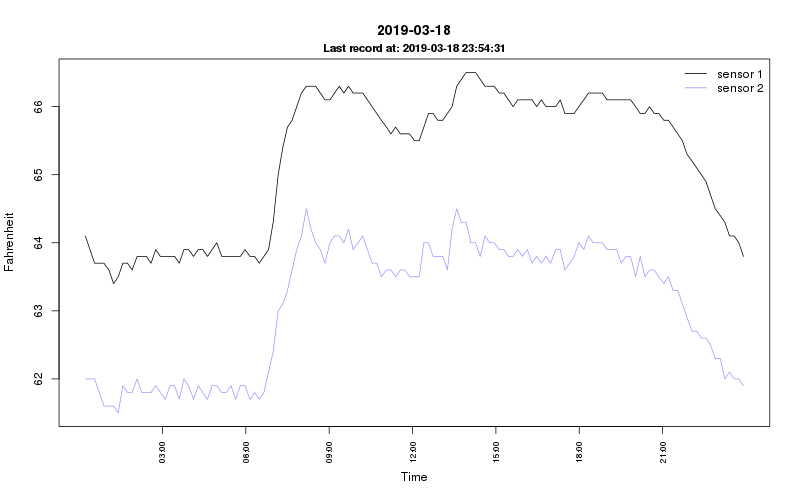 2019-03-18
Last record at: 2019-03-18 23:54:31
sensor 1
sensor 2
66
65
64
63
62
Fahrenheit
03:00 06:00 09:00 12:00 15:00 18:00 21:00
Time